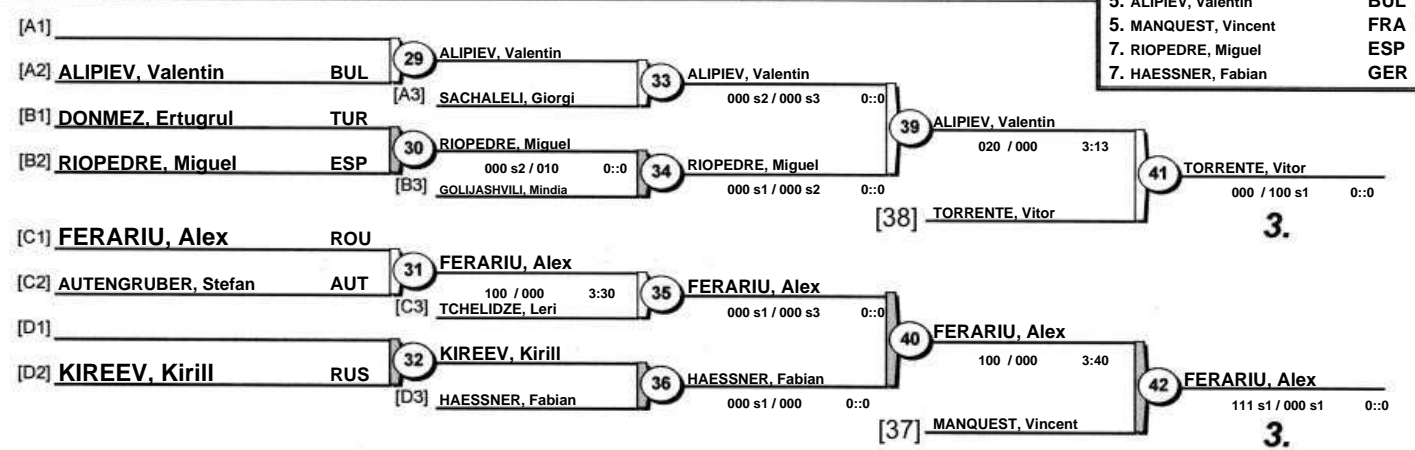 5. ALIPIEV, Valentin BUL
5. MANQUEST, Vincent FRA
7. RIOPEDRE, Miguel ESP
7. HAESSNER, Fabian GER
[A1]
[A2] ALIPIEV, Valentin BUL
[B1] DONMEZ, Ertugrul TUR
[B2] RIOPEDRE, Miguel ESP
[C1] FERARIU, Alex ROU
[C2] AUTENGRUBER, Stefan AUT
[D1]
[D2] KIREEV, Kirill RUS
29 ALIPIEV, Valentin
[A3] SACHALELI, Giorgi
30 RIOPEDRE, Miguel
000 s2 / 010 0::0
[B3] GOLIJASHVILI, Mindia
31 FERARIU, Alex
100 / 000 3:30
[C3] TCHELIDZE, Leri
32 KIREEV, Kirill
[D3] HAESSNER, Fabian
33 ALIPIEV, Valentin
000 s2 / 000 s3 0::0
34 RIOPEDRE, Miguel
000 s1 / 000 s2 0::0
35 FERARIU, Alex
000 s1 / 000 s3 0::0
36 HAESSNER, Fabian
000 s1 / 000 0::0
39 ALIPIEV, Valentin
020 / 000 3:13
[38] TORRENTE, Vitor
40 FERARIU, Alex
100 / 000 3:40
[37] MANQUEST, Vincent
41 TORRENTE, Vitor
000 / 100 s1 0::0
3.
42 FERARIU, Alex
111 s1 / 000 s1 0::0
3.